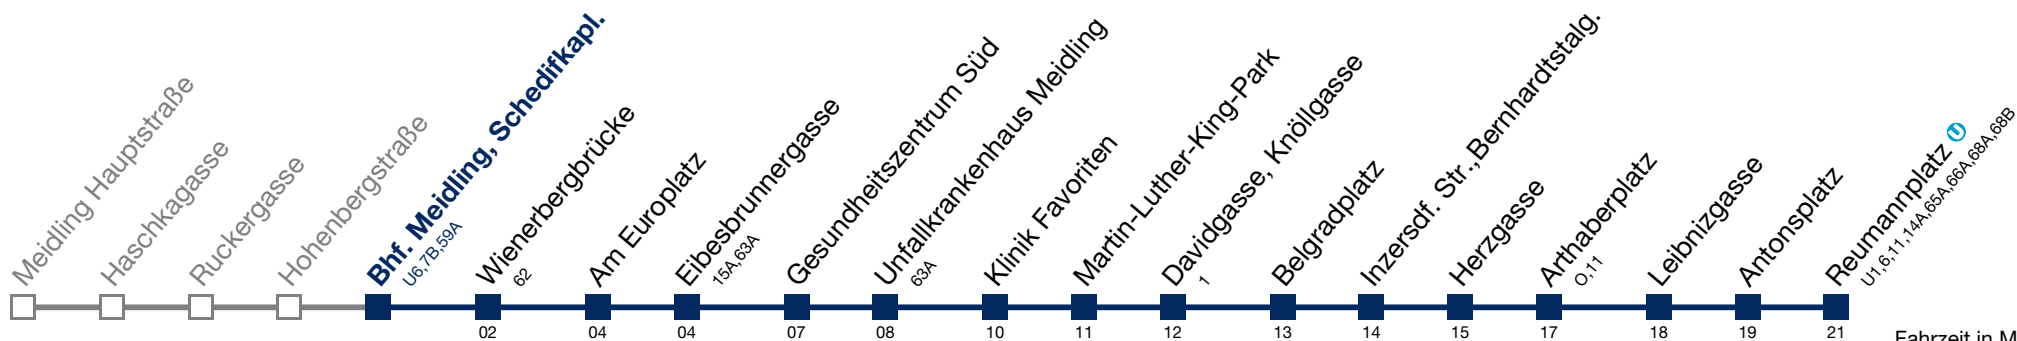 Meidling Hauptstraße
Haschkagasse
Ruckergasse
Hohenbergstraße
Bhf. Meidling, Schedifkapl.
U6,7B,59A
Wienerbergbrücke
62
Am Europlatz
Eibesbrunnergasse
15A,63A
Gesundheitszentrum Süd
Unfallkrankenhaus Meidling
63A
Klinik Favoriten
Martin-Luther-King-Park
Davidgasse, Knöllgasse
1
Belgradplatz
Inzersdf. Str.,Bernhardtstalg.
Herzgasse
Arthaberplatz
O,11
Leibnizgasse
Antonsplatz
Reumannplatz U
U1,6,11,14A,65A,66A,68A,68B
02 04 04 07 08 10 11 12 13 14 15 17 18 19 21
Fahrzeit in M